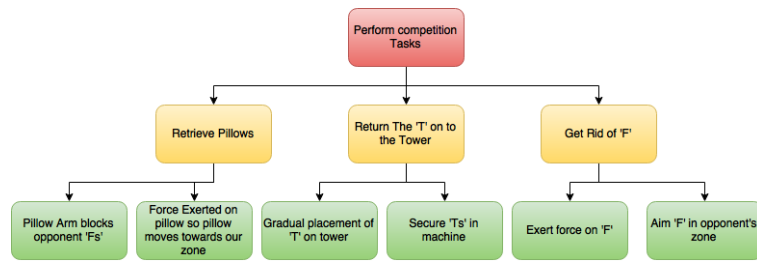 Perform competition
Tasks
Retrieve Pillows
Return The 'T' on to
the Tower
Get Rid of 'F'
Pillow Arm blocks
opponent 'Fs'
Force Exerted on
pillow so pillow
moves towards our
zone
Gradual placement of
'T' on tower
Secure 'Ts' in
machine
Exert force on 'F'
Aim 'F' in opponent's
zone